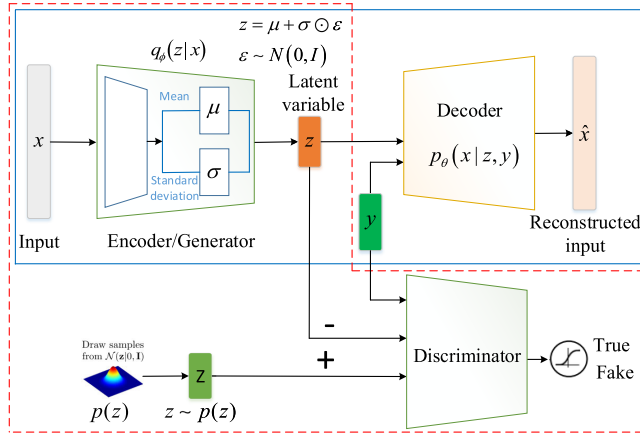 z = μ + σ ⊙ ε
ε ~ N(0, I)
q_ϕ(z|x)
Latent
variable
Mean
μ
σ
Standard
deviation
x
z
Decoder
p_θ(x | z, y)
x̂
Input
Encoder/Generator
y
Reconstructed
input
-
+
Draw samples
from 𝒩(z|0, I)
p(z)
Z
z ~ p(z)
Discriminator
True
Fake